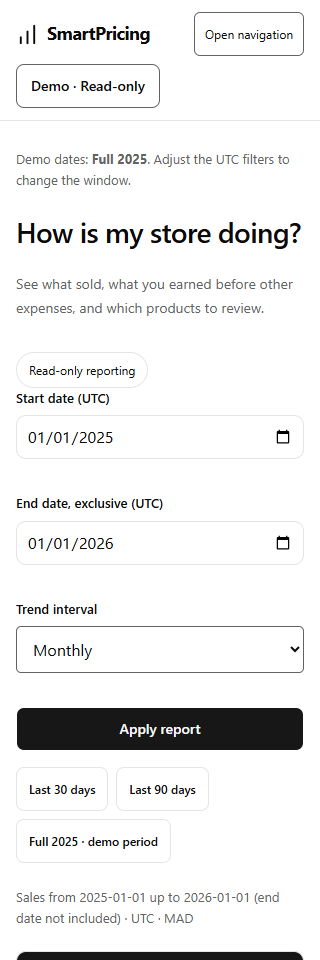 SmartPricing
Open navigation
Demo · Read-only
Demo dates: Full 2025. Adjust the UTC filters to
change the window.
How is my store doing?
See what sold, what you earned before other
expenses, and which products to review.
Read-only reporting
Start date (UTC)
01/01/2025
End date, exclusive (UTC)
01/01/2026
Trend interval
Monthly
Apply report
Last 30 days
Last 90 days
Full 2025 · demo period
Sales from 2025-01-01 up to 2026-01-01 (end
date not included) · UTC · MAD